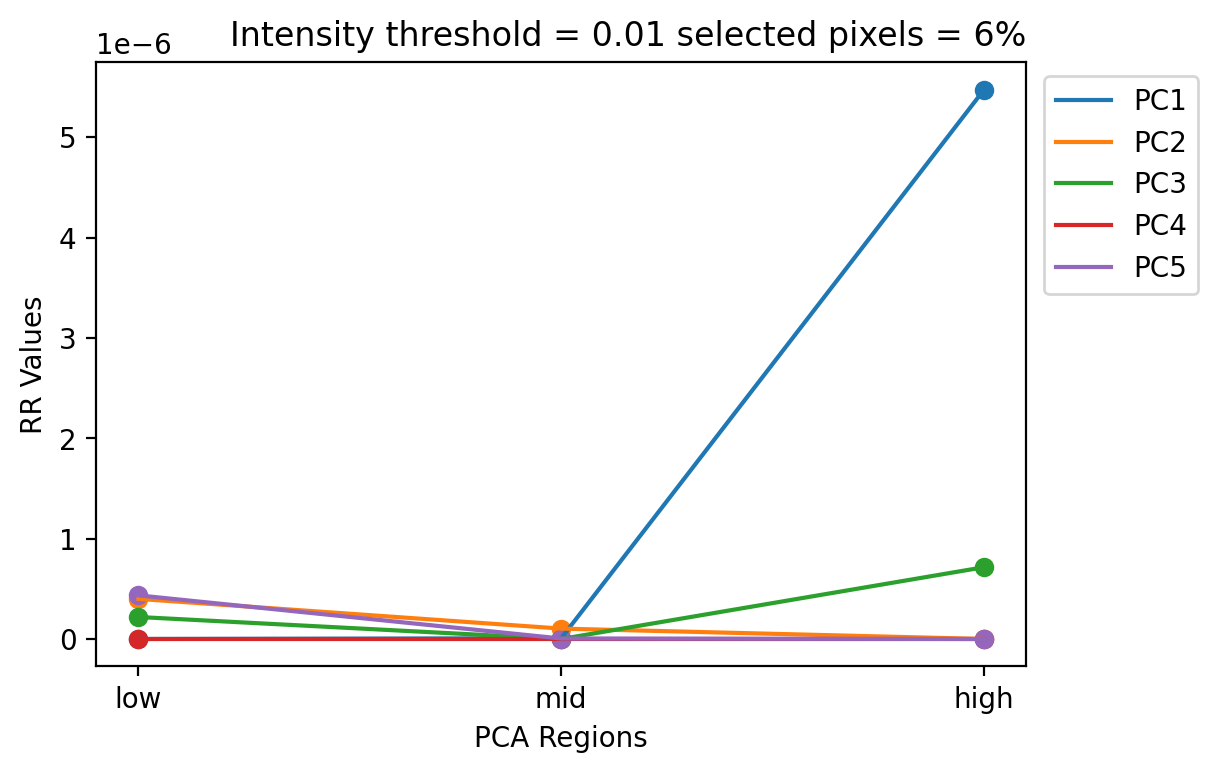 Intensity threshold = 0.01 selected pixels = 6%
1e−6
5
4
3
2
1
0
RR Values
low
mid
high
PCA Regions
PC1
PC2
PC3
PC4
PC5